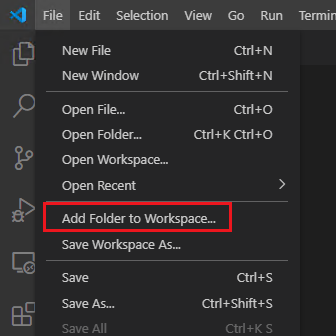 File Edit Selection View Go Run Termin
New File Ctrl+N
New Window Ctrl+Shift+N
Open File... Ctrl+O
Open Folder... Ctrl+K Ctrl+O
Open Workspace...
Open Recent
Add Folder to Workspace...
Save Workspace As...
Save Ctrl+S
Save As... Ctrl+Shift+S
Save All Ctrl+K S